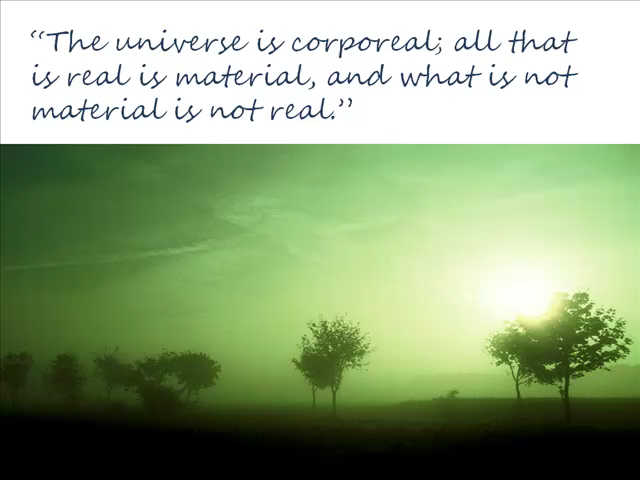 “The universe is corporeal; all that
is real is material, and what is not
material is not real.”